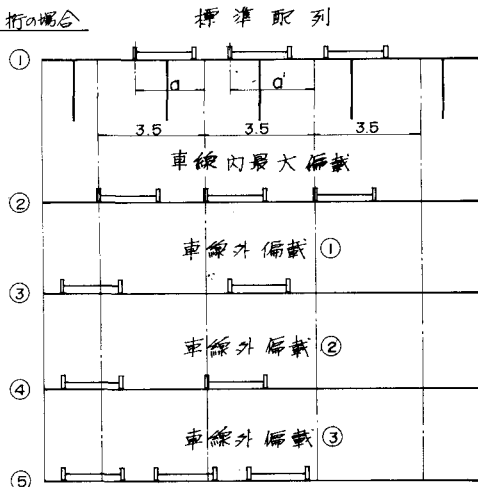 桁の場合
標準配列
①
a
a'
3.5 3.5 3.5
車線内最大偏載
②
車線外偏載①
③
車線外偏載②
④
車線外偏載③
⑤